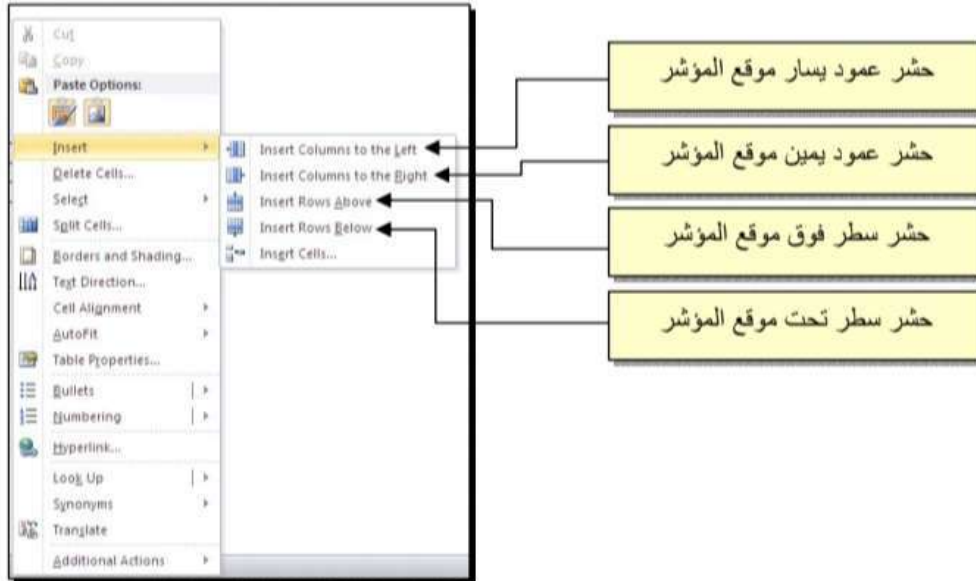 Cut
Copy
Paste Options:
Insert
Delete Cells...
Select
Split Cells...
Borders and Shading...
Text Direction...
Cell Alignment
AutoFit
Table Properties...
Bullets
Numbering
Hyperlink...
Look Up
Synonyms
Translate
Additional Actions
Insert Columns to the Left
Insert Columns to the Right
Insert Rows Above
Insert Rows Below
Insert Cells...
حشر عمود يسار موقع المؤشر
حشر عمود يمين موقع المؤشر
حشر سطر فوق موقع المؤشر
حشر سطر تحت موقع المؤشر